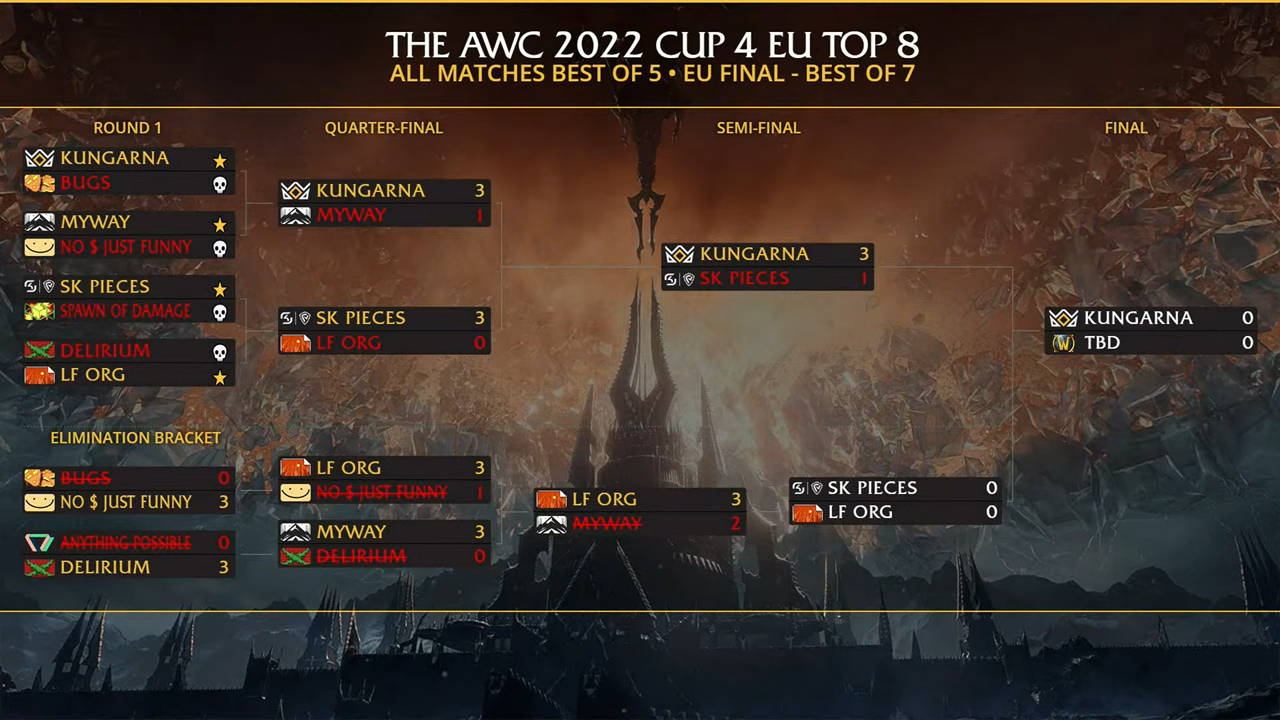 THE AWC 2022 CUP 4 EU TOP 8
ALL MATCHES BEST OF 5 • EU FINAL - BEST OF 7
ROUND 1
KUNGARNA
BUGS
MYWAY
NO $ JUST FUNNY
SK PIECES
SPAWN OF DAMAGE
DELIRIUM
LF ORG
QUARTER-FINAL
KUNGARNA 3
MYWAY 1
SK PIECES 3
LF ORG 0
SEMI-FINAL
KUNGARNA 3
SK PIECES 1
FINAL
KUNGARNA 0
TBD 0
ELIMINATION BRACKET
BUGS 0
NO $ JUST FUNNY 3
ANYTHING POSSIBLE 0
DELIRIUM 3
LF ORG 3
NO $ JUST FUNNY 1
MYWAY 3
DELIRIUM 0
LF ORG 3
MYWAY 2
SK PIECES 0
LF ORG 0